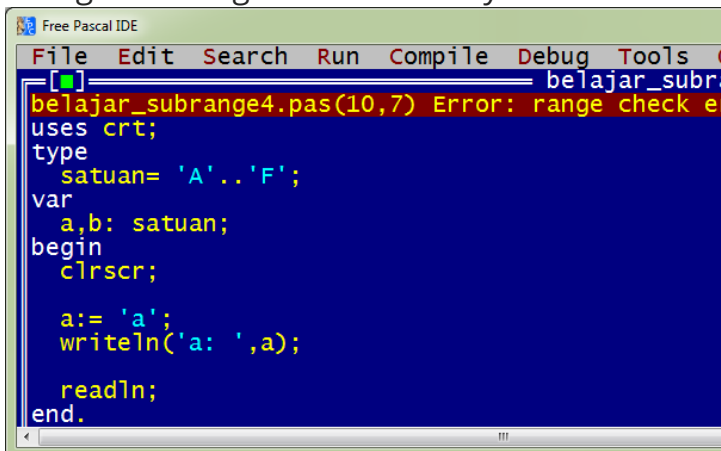 Free Pascal IDE
File Edit Search Run Compile Debug Tools
[■] belajar_subr
belajar_subrange4.pas(10,7) Error: range check e
uses crt;
type
  satuan= 'A'..'F';
var
  a,b: satuan;
begin
  clrscr;

  a:= 'a';
  writeln('a: ',a);

  readln;
end.